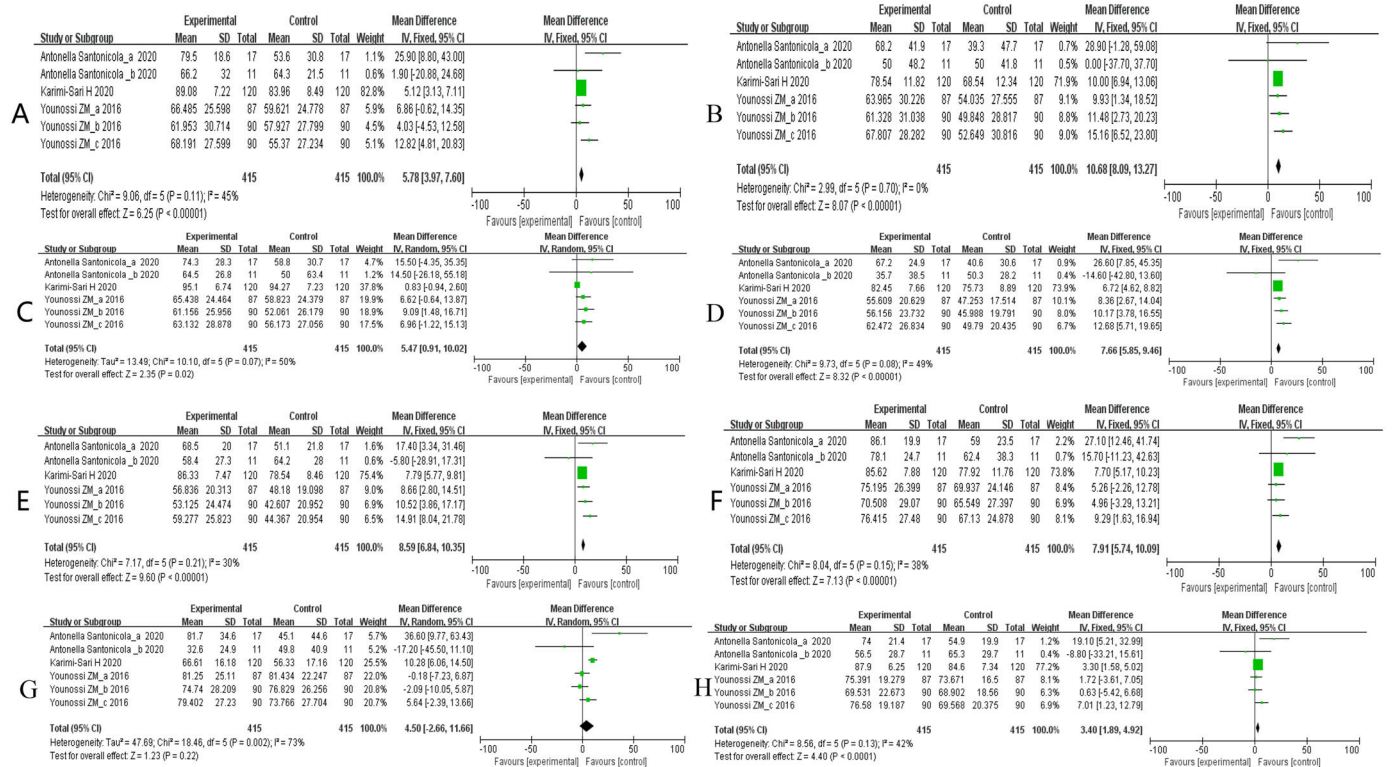 A
Experimental Control Mean Difference Mean Difference
Study or Subgroup Mean SD Total Mean SD Total Weight IV, Fixed, 95% CI IV, Fixed, 95% CI
Antonella Santonicola_a 2020 79.5 18.6 17 53.6 30.8 17 1.1% 25.90 [8.80, 43.00]
Antonella Santonicola _b 2020 66.2 32 11 64.3 21.5 11 0.6% 1.90 [-20.88, 24.68]
Karimi-Sari H 2020 89.08 7.22 120 83.96 8.49 120 82.8% 5.12 [3.13, 7.11]
Younossi ZM_a 2016 66.485 25.598 87 59.621 24.778 87 5.9% 6.86 [-0.62, 14.35]
Younossi ZM_b 2016 61.953 30.714 90 57.927 27.799 90 4.5% 4.03 [-4.53, 12.58]
Younossi ZM_c 2016 68.191 27.599 90 55.37 27.234 90 5.1% 12.82 [4.81, 20.83]
Total (95% CI) 415 415 100.0% 5.78 [3.97, 7.60]
Heterogeneity: Chi² = 9.06, df = 5 (P = 0.11); I² = 45%
Test for overall effect: Z = 6.25 (P < 0.00001)
-100 -50 0 50 100
Favours [experimental] Favours [control]
B
Experimental Control Mean Difference Mean Difference
Study or Subgroup Mean SD Total Mean SD Total Weight IV, Fixed, 95% CI IV, Fixed, 95% CI
Antonella Santonicola_a 2020 68.2 41.9 17 39.3 47.7 17 0.7% 28.90 [-1.28, 59.08]
Antonella Santonicola _b 2020 50 48.2 11 50 41.8 11 0.5% 0.00 [-37.70, 37.70]
Karimi-Sari H 2020 78.54 11.82 120 68.54 12.34 120 71.9% 10.00 [6.94, 13.06]
Younossi ZM_a 2016 63.965 30.226 87 54.035 27.555 87 9.1% 9.93 [1.34, 18.52]
Younossi ZM_b 2016 61.328 31.038 90 49.848 28.817 90 8.8% 11.48 [2.73, 20.23]
Younossi ZM_c 2016 67.807 28.282 90 52.649 30.816 90 9.0% 15.16 [6.52, 23.80]
Total (95% CI) 415 415 100.0% 10.68 [8.09, 13.27]
Heterogeneity: Chi² = 2.99, df = 5 (P = 0.70); I² = 0%
Test for overall effect: Z = 8.07 (P < 0.00001)
-100 -50 0 50 100
Favours [experimental] Favours [control]
C
Experimental Control Mean Difference Mean Difference
Study or Subgroup Mean SD Total Mean SD Total Weight IV, Random, 95% CI IV, Random, 95% CI
Antonella Santonicola_a 2020 74.3 28.3 17 58.8 30.7 17 4.7% 15.50 [-4.35, 35.35]
Antonella Santonicola _b 2020 64.5 26.8 11 50 63.4 11 1.2% 14.50 [-26.18, 55.18]
Karimi-Sari H 2020 95.1 6.74 120 94.27 7.23 120 37.8% 0.83 [-0.94, 2.60]
Younossi ZM_a 2016 65.438 24.464 87 58.823 24.379 87 19.9% 6.62 [-0.64, 13.87]
Younossi ZM_b 2016 61.156 25.956 90 52.061 26.179 90 18.9% 9.09 [1.48, 16.71]
Younossi ZM_c 2016 63.132 28.878 90 56.173 27.056 90 17.5% 6.96 [-1.22, 15.13]
Total (95% CI) 415 415 100.0% 5.47 [0.91, 10.02]
Heterogeneity: Tau² = 13.49; Chi² = 10.10, df = 5 (P = 0.07); I² = 50%
Test for overall effect: Z = 2.35 (P = 0.02)
-100 -50 0 50 100
Favours [experimental] Favours [control]
D
Experimental Control Mean Difference Mean Difference
Study or Subgroup Mean SD Total Mean SD Total Weight IV, Fixed, 95% CI IV, Fixed, 95% CI
Antonella Santonicola_a 2020 67.2 24.9 17 40.6 30.6 17 0.9% 26.60 [7.85, 45.35]
Antonella Santonicola _b 2020 35.7 38.5 11 50.3 28.2 11 0.4% -14.60 [-42.80, 13.60]
Karimi-Sari H 2020 82.45 7.66 120 75.73 8.89 120 73.9% 6.72 [4.62, 8.82]
Younossi ZM_a 2016 55.609 20.629 87 47.253 17.514 87 10.1% 8.36 [2.67, 14.04]
Younossi ZM_b 2016 56.156 23.732 90 45.988 19.791 90 8.0% 10.17 [3.78, 16.55]
Younossi ZM_c 2016 62.472 26.834 90 49.79 20.435 90 6.7% 12.68 [5.71, 19.65]
Total (95% CI) 415 415 100.0% 7.66 [5.85, 9.46]
Heterogeneity: Chi² = 9.73, df = 5 (P = 0.08); I² = 49%
Test for overall effect: Z = 8.32 (P < 0.00001)
-100 -50 0 50 100
Favours [experimental] Favours [control]
E
Experimental Control Mean Difference Mean Difference
Study or Subgroup Mean SD Total Mean SD Total Weight IV, Fixed, 95% CI IV, Fixed, 95% CI
Antonella Santonicola_a 2020 68.5 20 17 51.1 21.8 17 1.6% 17.40 [3.34, 31.46]
Antonella Santonicola _b 2020 58.4 27.3 11 64.2 28 11 0.6% -5.80 [-28.91, 17.31]
Karimi-Sari H 2020 86.33 7.47 120 78.54 8.46 120 75.4% 7.79 [5.77, 9.81]
Younossi ZM_a 2016 56.836 20.313 87 48.18 19.098 87 9.1% 8.66 [2.80, 14.51]
Younossi ZM_b 2016 53.125 24.474 90 42.607 20.952 90 6.9% 10.52 [3.86, 17.17]
Younossi ZM_c 2016 59.277 25.823 90 44.367 20.954 90 6.5% 14.91 [8.04, 21.78]
Total (95% CI) 415 415 100.0% 8.59 [6.84, 10.35]
Heterogeneity: Chi² = 7.17, df = 5 (P = 0.21); I² = 30%
Test for overall effect: Z = 9.60 (P < 0.00001)
-100 -50 0 50 100
Favours [experimental] Favours [control]
F
Experimental Control Mean Difference Mean Difference
Study or Subgroup Mean SD Total Mean SD Total Weight IV, Fixed, 95% CI IV, Fixed, 95% CI
Antonella Santonicola_a 2020 86.1 19.9 17 59 23.5 17 2.2% 27.10 [12.46, 41.74]
Antonella Santonicola _b 2020 78.1 24.7 11 62.4 38.3 11 0.7% 15.70 [-11.23, 42.63]
Karimi-Sari H 2020 85.62 7.88 120 77.92 11.76 120 73.8% 7.70 [5.17, 10.23]
Younossi ZM_a 2016 75.195 26.399 87 69.937 24.146 87 8.4% 5.26 [-2.26, 12.78]
Younossi ZM_b 2016 70.508 29.07 90 65.549 27.397 90 6.9% 4.96 [-3.29, 13.21]
Younossi ZM_c 2016 76.415 27.48 90 67.13 24.878 90 8.1% 9.29 [1.63, 16.94]
Total (95% CI) 415 415 100.0% 7.91 [5.74, 10.09]
Heterogeneity: Chi² = 8.04, df = 5 (P = 0.15); I² = 38%
Test for overall effect: Z = 7.13 (P < 0.00001)
-100 -50 0 50 100
Favours [experimental] Favours [control]
G
Experimental Control Mean Difference Mean Difference
Study or Subgroup Mean SD Total Mean SD Total Weight IV, Random, 95% CI IV, Random, 95% CI
Antonella Santonicola_a 2020 81.7 34.6 17 45.1 44.6 17 5.7% 36.60 [9.77, 63.43]
Antonella Santonicola _b 2020 32.6 24.9 11 49.8 40.9 11 5.1% -17.20 [-45.50, 11.10]
Karimi-Sari H 2020 66.61 16.18 120 56.33 17.16 120 25.5% 10.28 [6.06, 14.50]
Younossi ZM_a 2016 81.25 25.11 87 81.434 22.247 87 22.2% -0.18 [-7.23, 6.87]
Younossi ZM_b 2016 74.74 28.209 90 76.829 26.256 90 20.8% -2.09 [-10.05, 5.87]
Younossi ZM_c 2016 79.402 27.23 90 73.766 27.704 90 20.7% 5.64 [-2.39, 13.66]
Total (95% CI) 415 415 100.0% 4.50 [-2.66, 11.66]
Heterogeneity: Tau² = 47.69; Chi² = 18.46, df = 5 (P = 0.002); I² = 73%
Test for overall effect: Z = 1.23 (P = 0.22)
-100 -50 0 50 100
Favours [experimental] Favours [control]
H
Experimental Control Mean Difference Mean Difference
Study or Subgroup Mean SD Total Mean SD Total Weight IV, Fixed, 95% CI IV, Fixed, 95% CI
Antonella Santonicola_a 2020 74 21.4 17 54.9 19.9 17 1.2% 19.10 [5.21, 32.99]
Antonella Santonicola _b 2020 56.5 28.7 11 65.3 29.7 11 0.4% -8.80 [-33.21, 15.61]
Karimi-Sari H 2020 87.9 6.25 120 84.6 7.34 120 77.2% 3.30 [1.58, 5.02]
Younossi ZM_a 2016 75.391 19.279 87 73.671 16.5 87 8.0% 1.72 [-3.61, 7.05]
Younossi ZM_b 2016 69.531 22.673 90 68.902 18.56 90 6.3% 0.63 [-5.42, 6.68]
Younossi ZM_c 2016 76.58 19.187 90 69.568 20.375 90 6.9% 7.01 [1.23, 12.79]
Total (95% CI) 415 415 100.0% 3.40 [1.89, 4.92]
Heterogeneity: Chi² = 8.56, df = 5 (P = 0.13); I² = 42%
Test for overall effect: Z = 4.40 (P < 0.0001)
-100 -50 0 50 100
Favours [experimental] Favours [control]